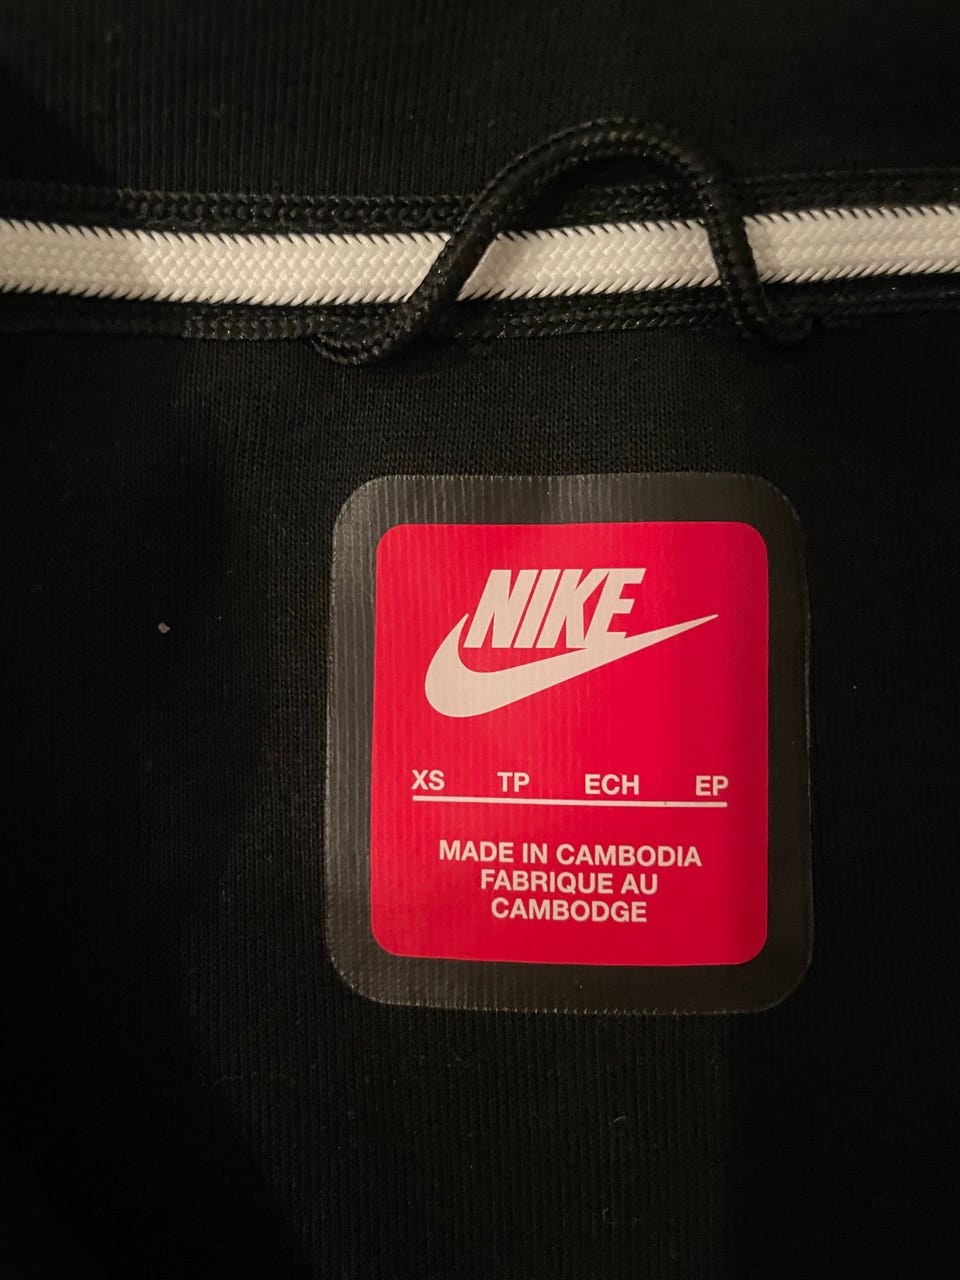 NIKE
XS TP ECH EP
MADE IN CAMBODIA
FABRIQUE AU
CAMBODGE